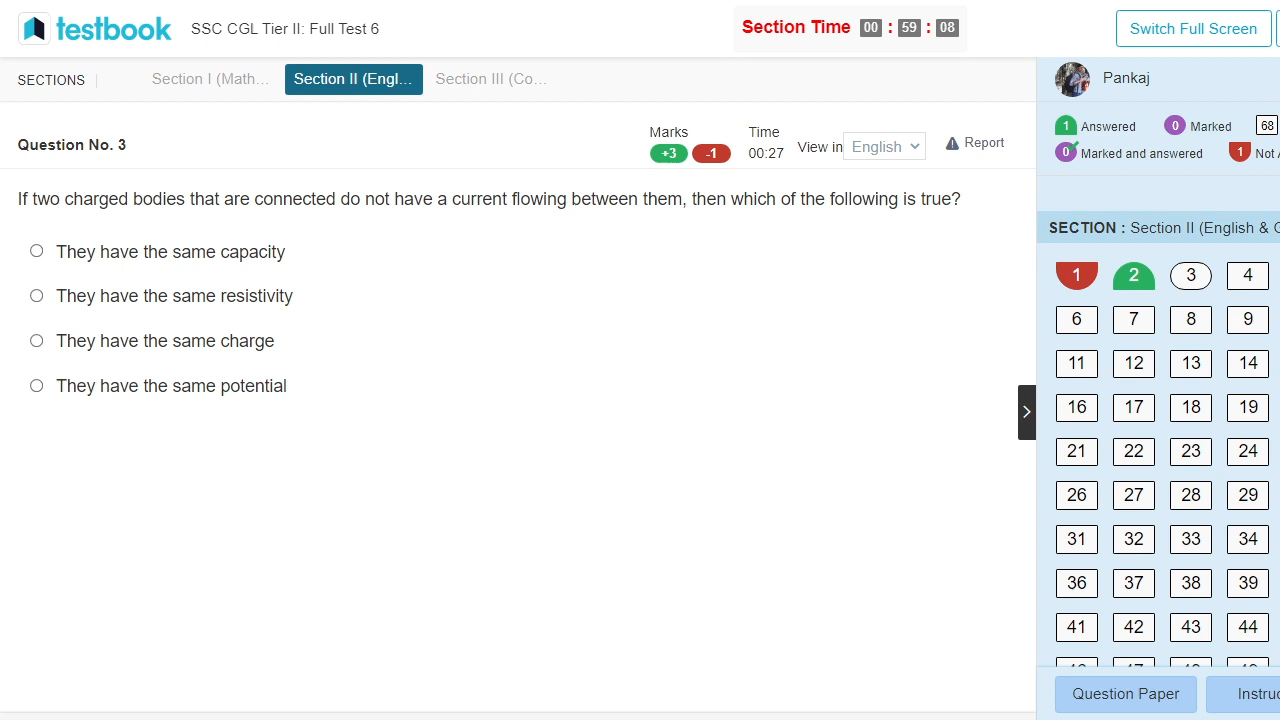 testbook
SSC CGL Tier II: Full Test 6
Section Time 00 : 59 : 08
Switch Full Screen
SECTIONS
Section I (Math...
Section II (Engl...
Section III (Co...
Pankaj
1 Answered
0 Marked
68
0 Marked and answered
1 Not
Question No. 3
Marks
+3 -1
Time
00:27
View in English
Report
If two charged bodies that are connected do not have a current flowing between them, then which of the following is true?
They have the same capacity
They have the same resistivity
They have the same charge
They have the same potential
SECTION : Section II (English &
1 2 3 4
6 7 8 9
11 12 13 14
16 17 18 19
21 22 23 24
26 27 28 29
31 32 33 34
36 37 38 39
41 42 43 44
Question Paper
Instruc